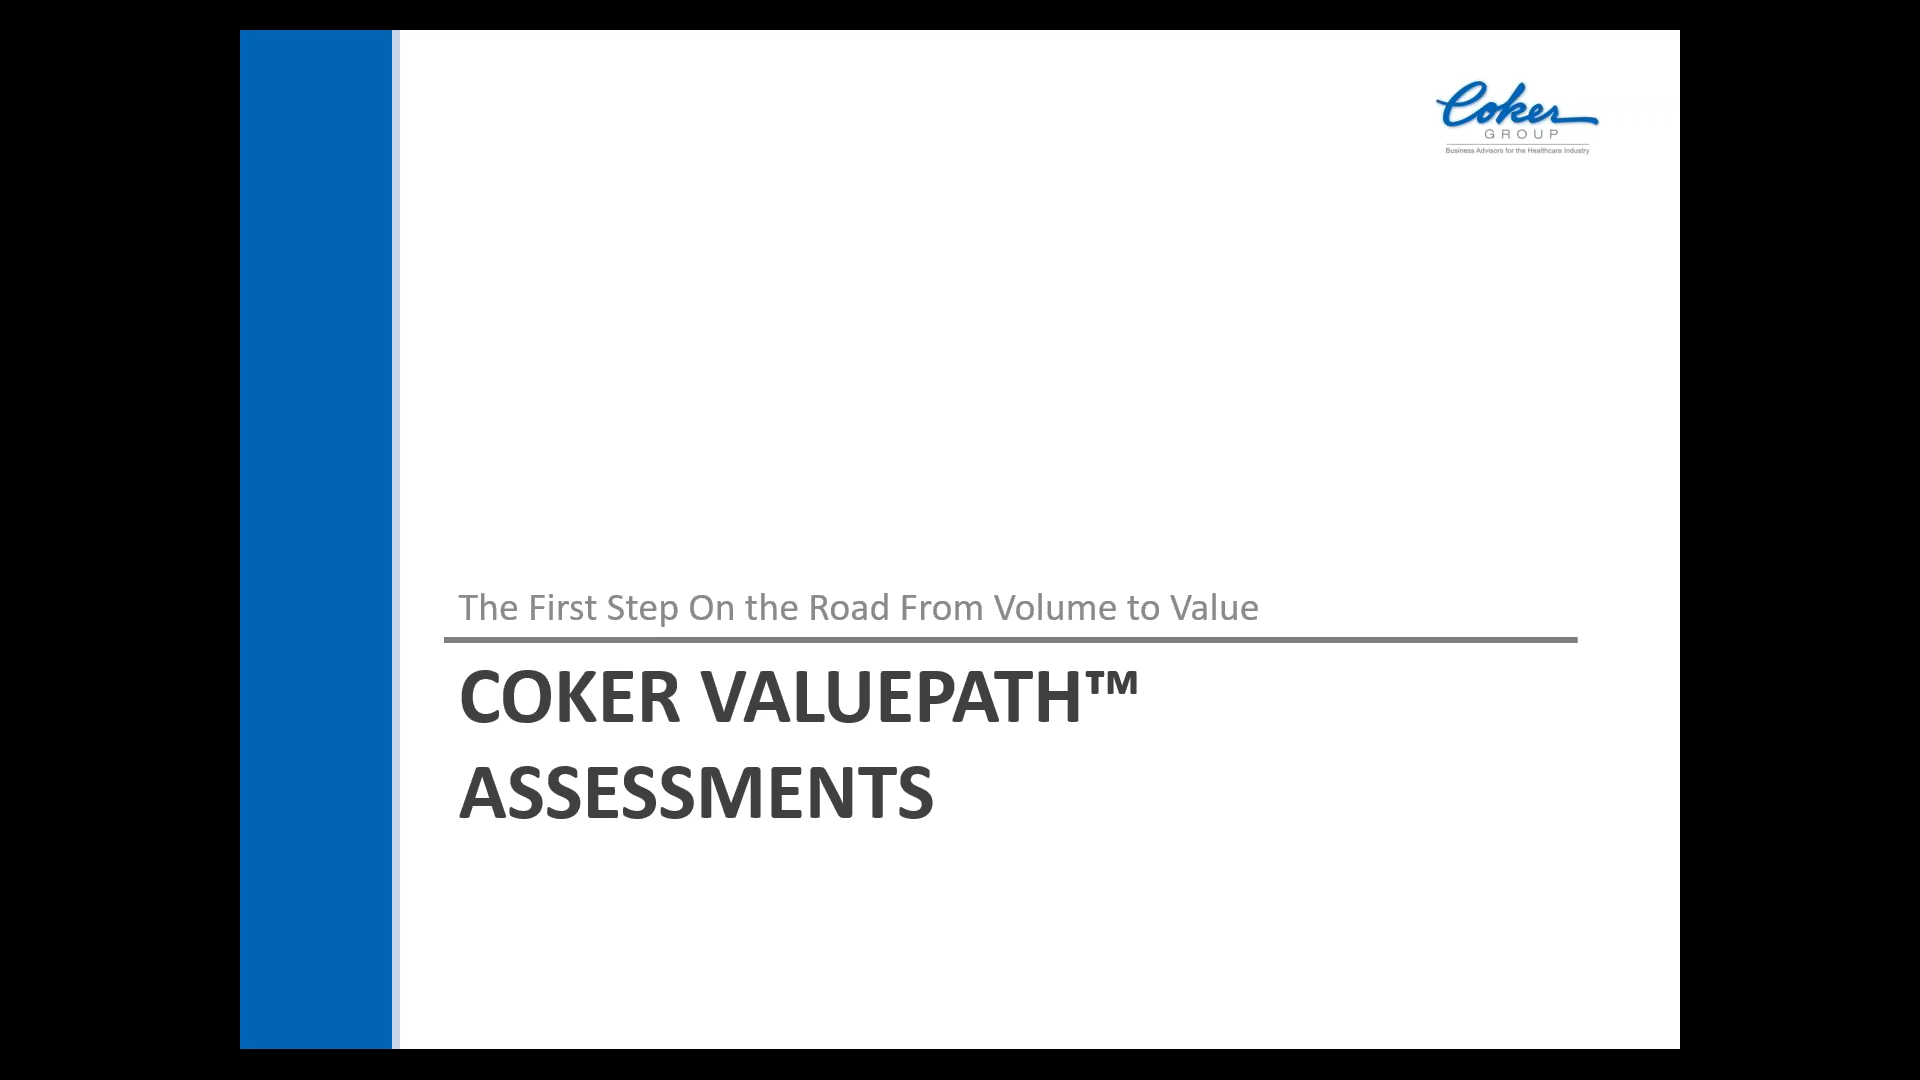 Coker
GROUP
Business Advisors for the Healthcare Industry
The First Step On the Road From Volume to Value
COKER VALUEPATH™
ASSESSMENTS